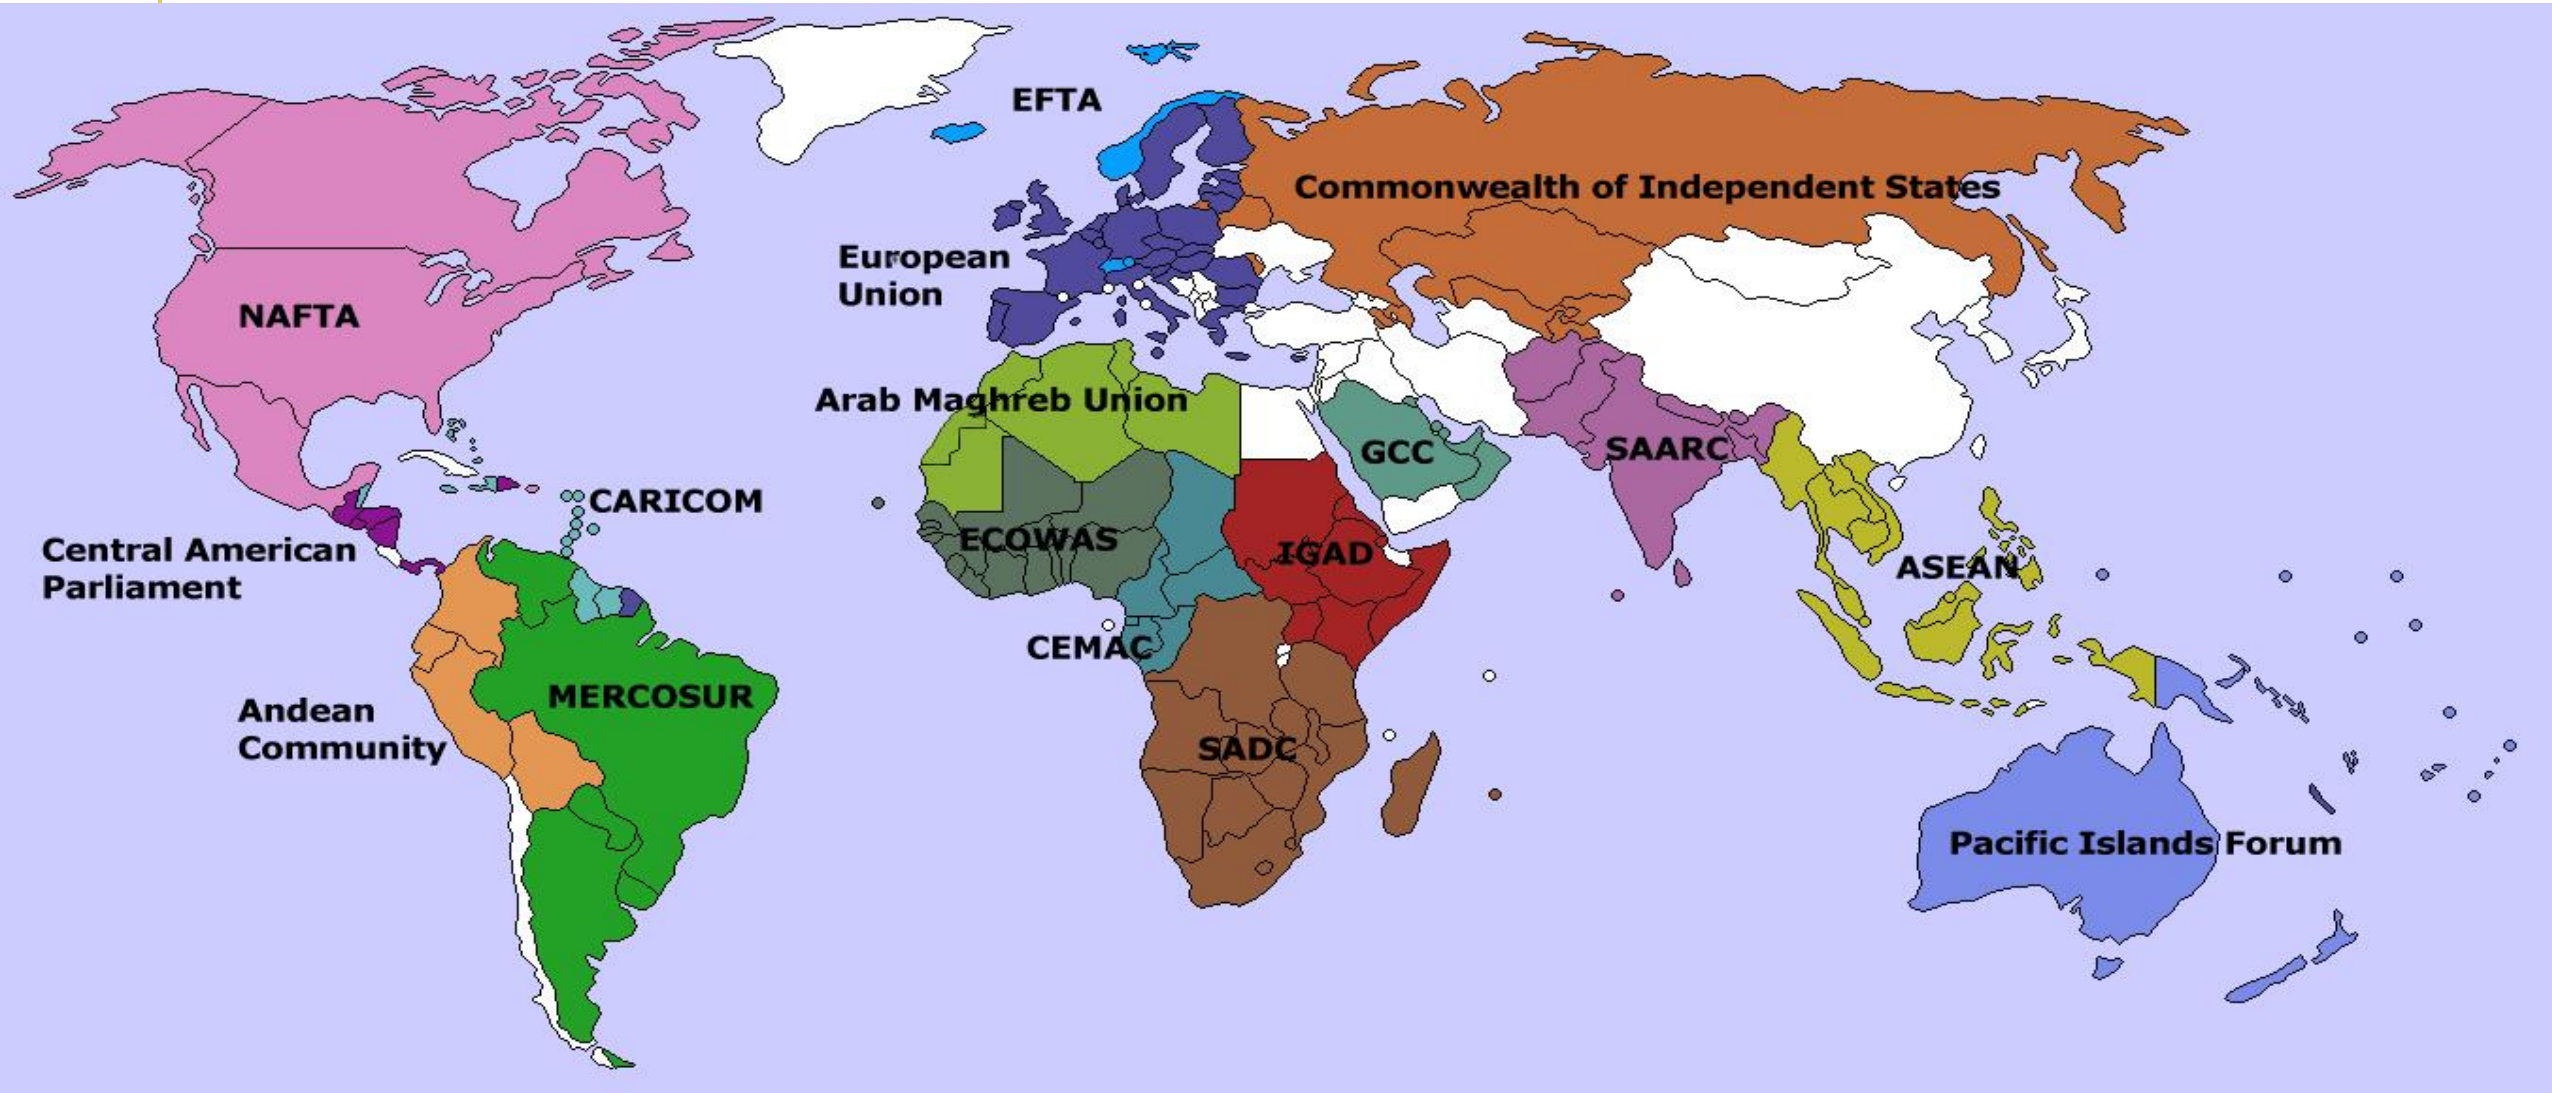 EFTA
Commonwealth of Independent States
European
Union
NAFTA
Arab Maghreb Union
GCC
SAARC
CARICOM
ECOWAS
IGAD
Central American
Parliament
ASEAN
CEMAC
MERCOSUR
Andean
Community
SADC
Pacific Islands Forum